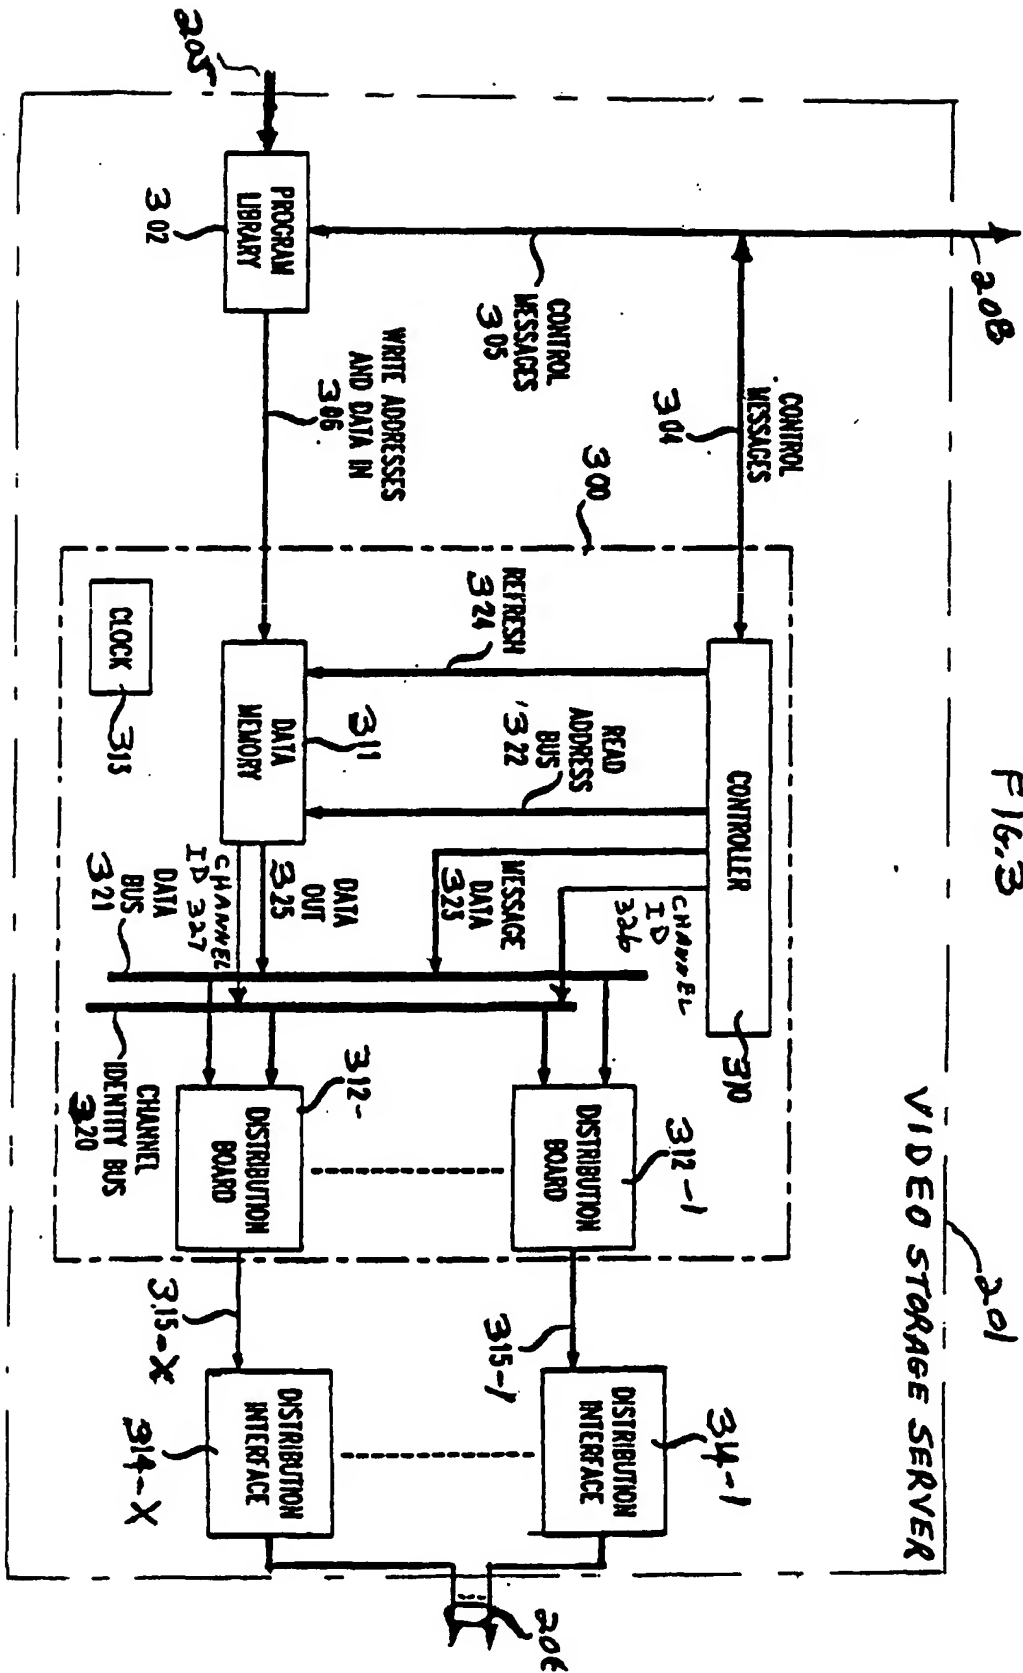 FIG.3
VIDEO STORAGE SERVER
201
208
205
PROGRAM
LIBRARY
302
CONTROL
MESSAGES
305
CONTROL
MESSAGES
304
WRITE ADDRESSES
AND DATA IN
306
300
CONTROLLER
310
REFRESH
324
READ
ADDRESS
BUS
322
MESSAGE
DATA
323
CHANNEL
ID
326
DATA
MEMORY
311
CLOCK
313
DATA
OUT
325
CHANNEL
ID 327
DATA
BUS
321
CHANNEL
IDENTITY BUS
320
DISTRIBUTION
BOARD
312-1
DISTRIBUTION
BOARD
312-
315-1
315-X
DISTRIBUTION
INTERFACE
314-1
DISTRIBUTION
INTERFACE
314-X